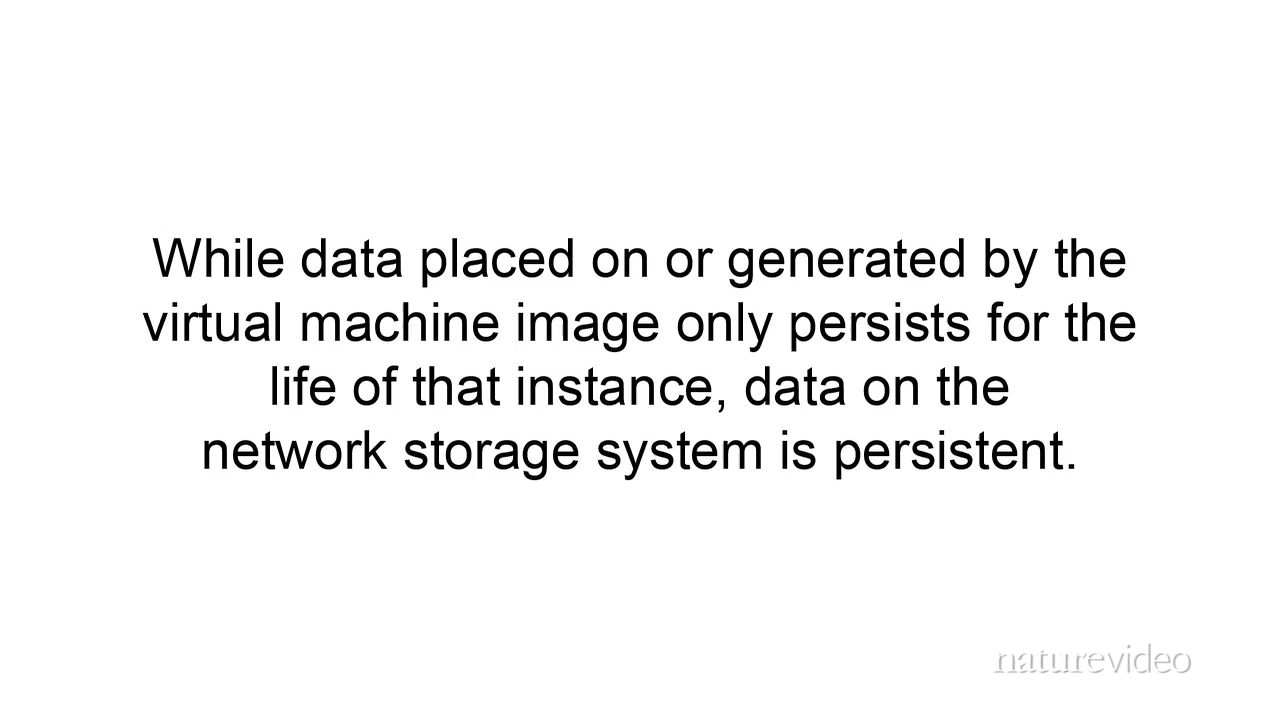 While data placed on or generated by the
virtual machine image only persists for the
life of that instance, data on the
network storage system is persistent.
naturevideo